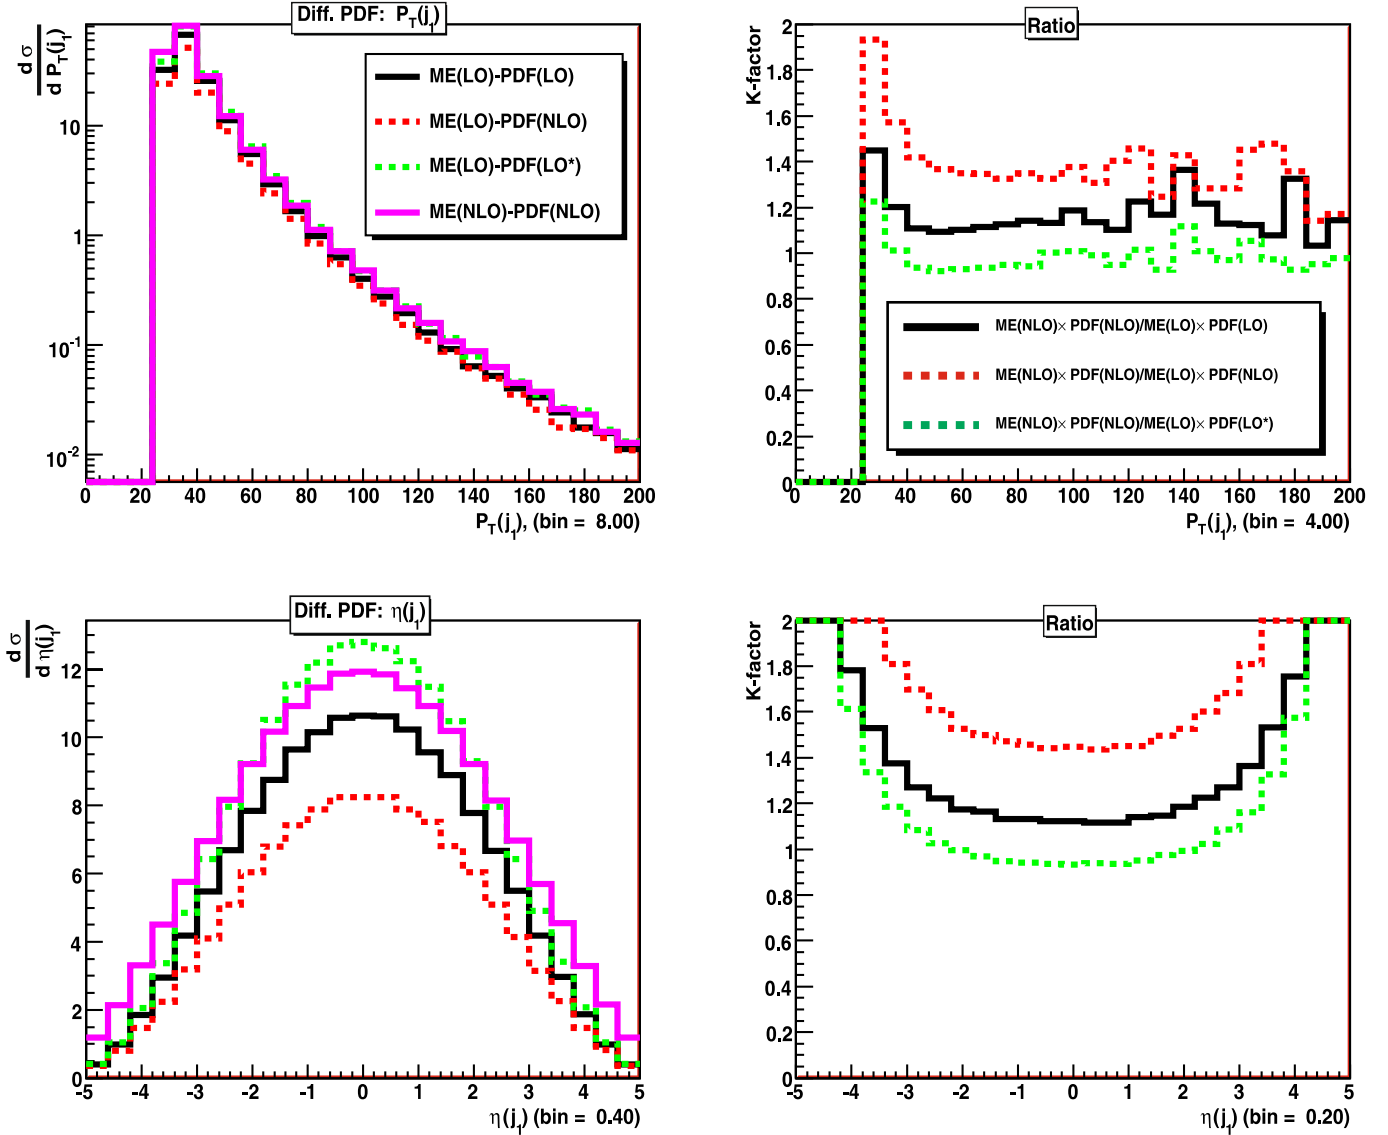 Diff. PDF: P_T(j_1)
d σ
d P_T(j_1)
ME(LO)-PDF(LO)
ME(LO)-PDF(NLO)
ME(LO)-PDF(LO*)
ME(NLO)-PDF(NLO)
10
1
10^-1
10^-2
0 20 40 60 80 100 120 140 160 180 200
P_T(j_1), (bin = 8.00)
Ratio
K-factor
2
1.8
1.6
1.4
1.2
1
0.8
0.6
0.4
0.2
0
ME(NLO)× PDF(NLO)/ME(LO)× PDF(LO)
ME(NLO)× PDF(NLO)/ME(LO)× PDF(NLO)
ME(NLO)× PDF(NLO)/ME(LO)× PDF(LO*)
0 20 40 60 80 100 120 140 160 180 200
P_T(j_1), (bin = 4.00)
Diff. PDF: η(j_1)
d σ
d η(j_1)
12
10
8
6
4
2
0
-5 -4 -3 -2 -1 0 1 2 3 4 5
η(j_1) (bin = 0.40)
Ratio
K-factor
2
1.8
1.6
1.4
1.2
1
0.8
0.6
0.4
0.2
0
-5 -4 -3 -2 -1 0 1 2 3 4 5
η(j_1) (bin = 0.20)